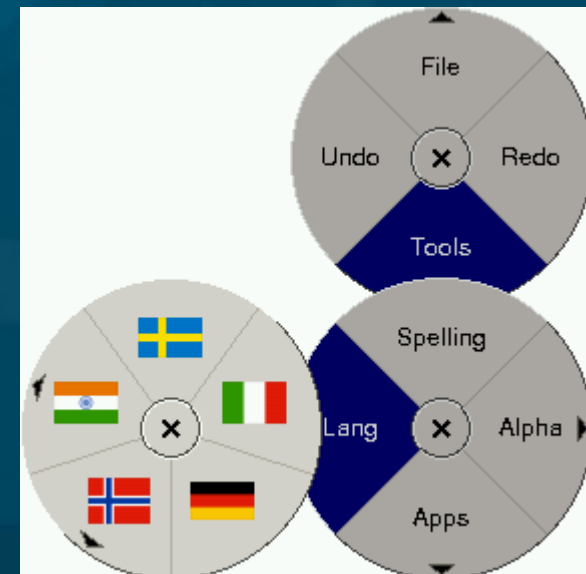 File
Undo
Redo
Tools
Spelling
Lang
Alpha
Apps